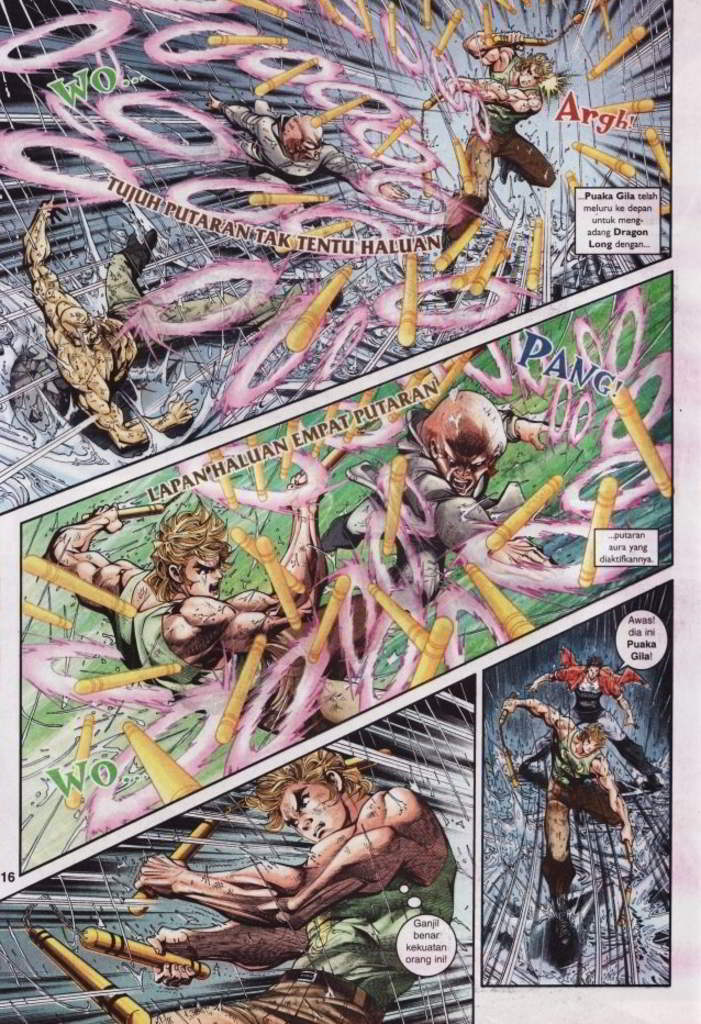 WO...
Argh!
...Puaka Gila telah
meluru ke depan
untuk meng-
adang Dragon
Long dengan...
TUJUH PUTARAN TAK TENTU HALUAN
PANG!
LAPAN HALUAN EMPAT PUTARAN
...putaran
aura yang
diaktifkannya.
WO...
Awas!
dia ini
Puaka
Gila!
Ganjil
benar
kekuatan
orang ini!
16